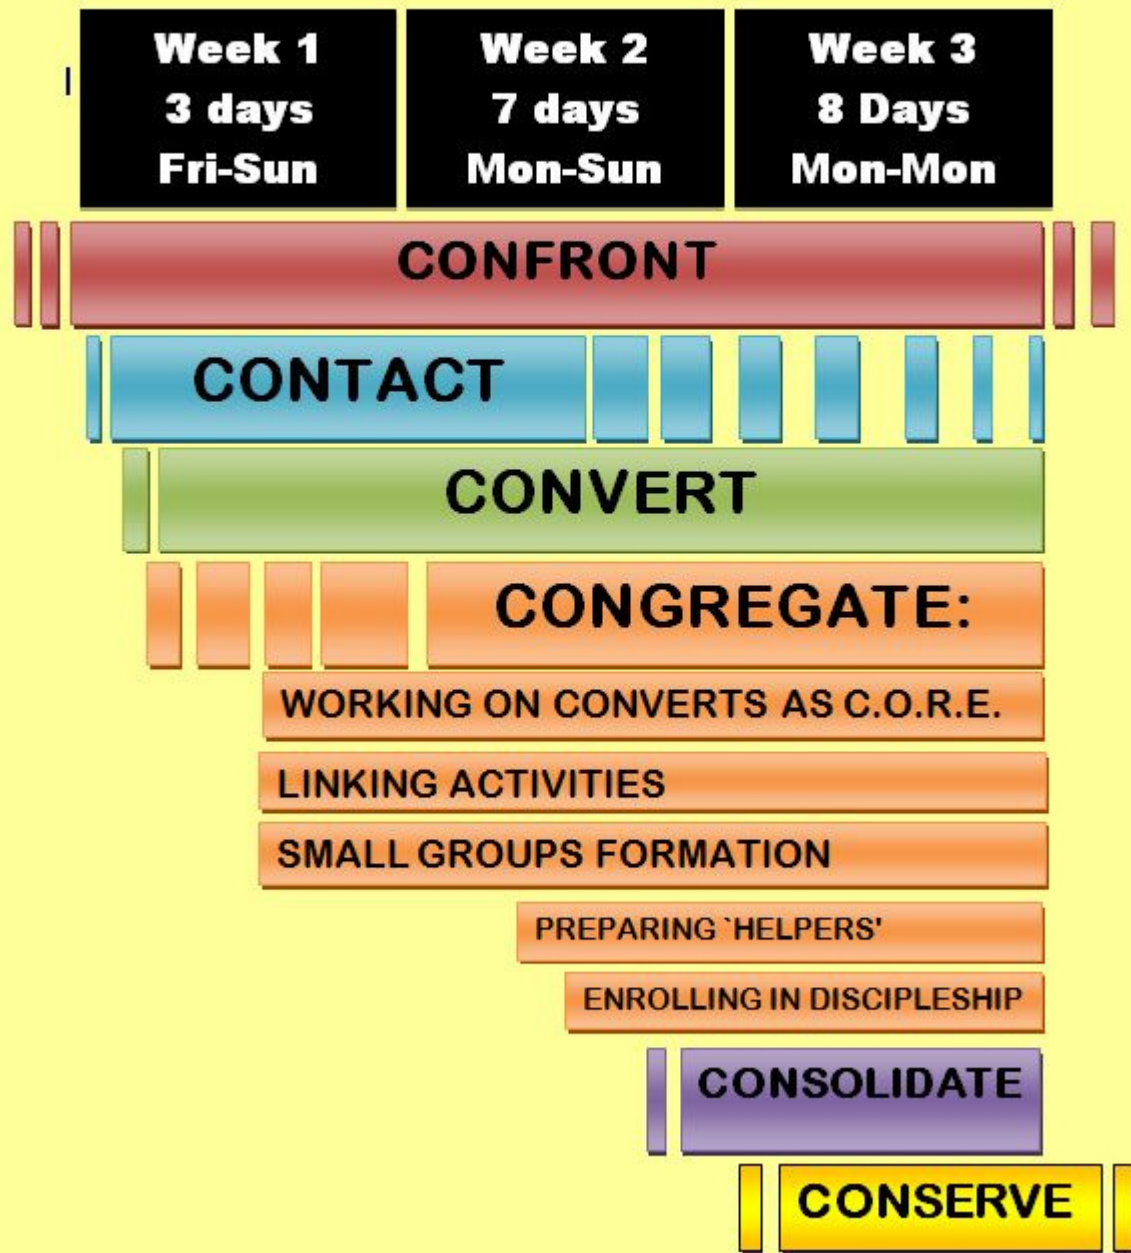 Week 1
3 days
Fri-Sun
Week 2
7 days
Mon-Sun
Week 3
8 Days
Mon-Mon
CONFRONT
CONTACT
CONVERT
CONGREGATE:
WORKING ON CONVERTS AS C.O.R.E.
LINKING ACTIVITIES
SMALL GROUPS FORMATION
PREPARING `HELPERS'
ENROLLING IN DISCIPLESHIP
CONSOLIDATE
CONSERVE